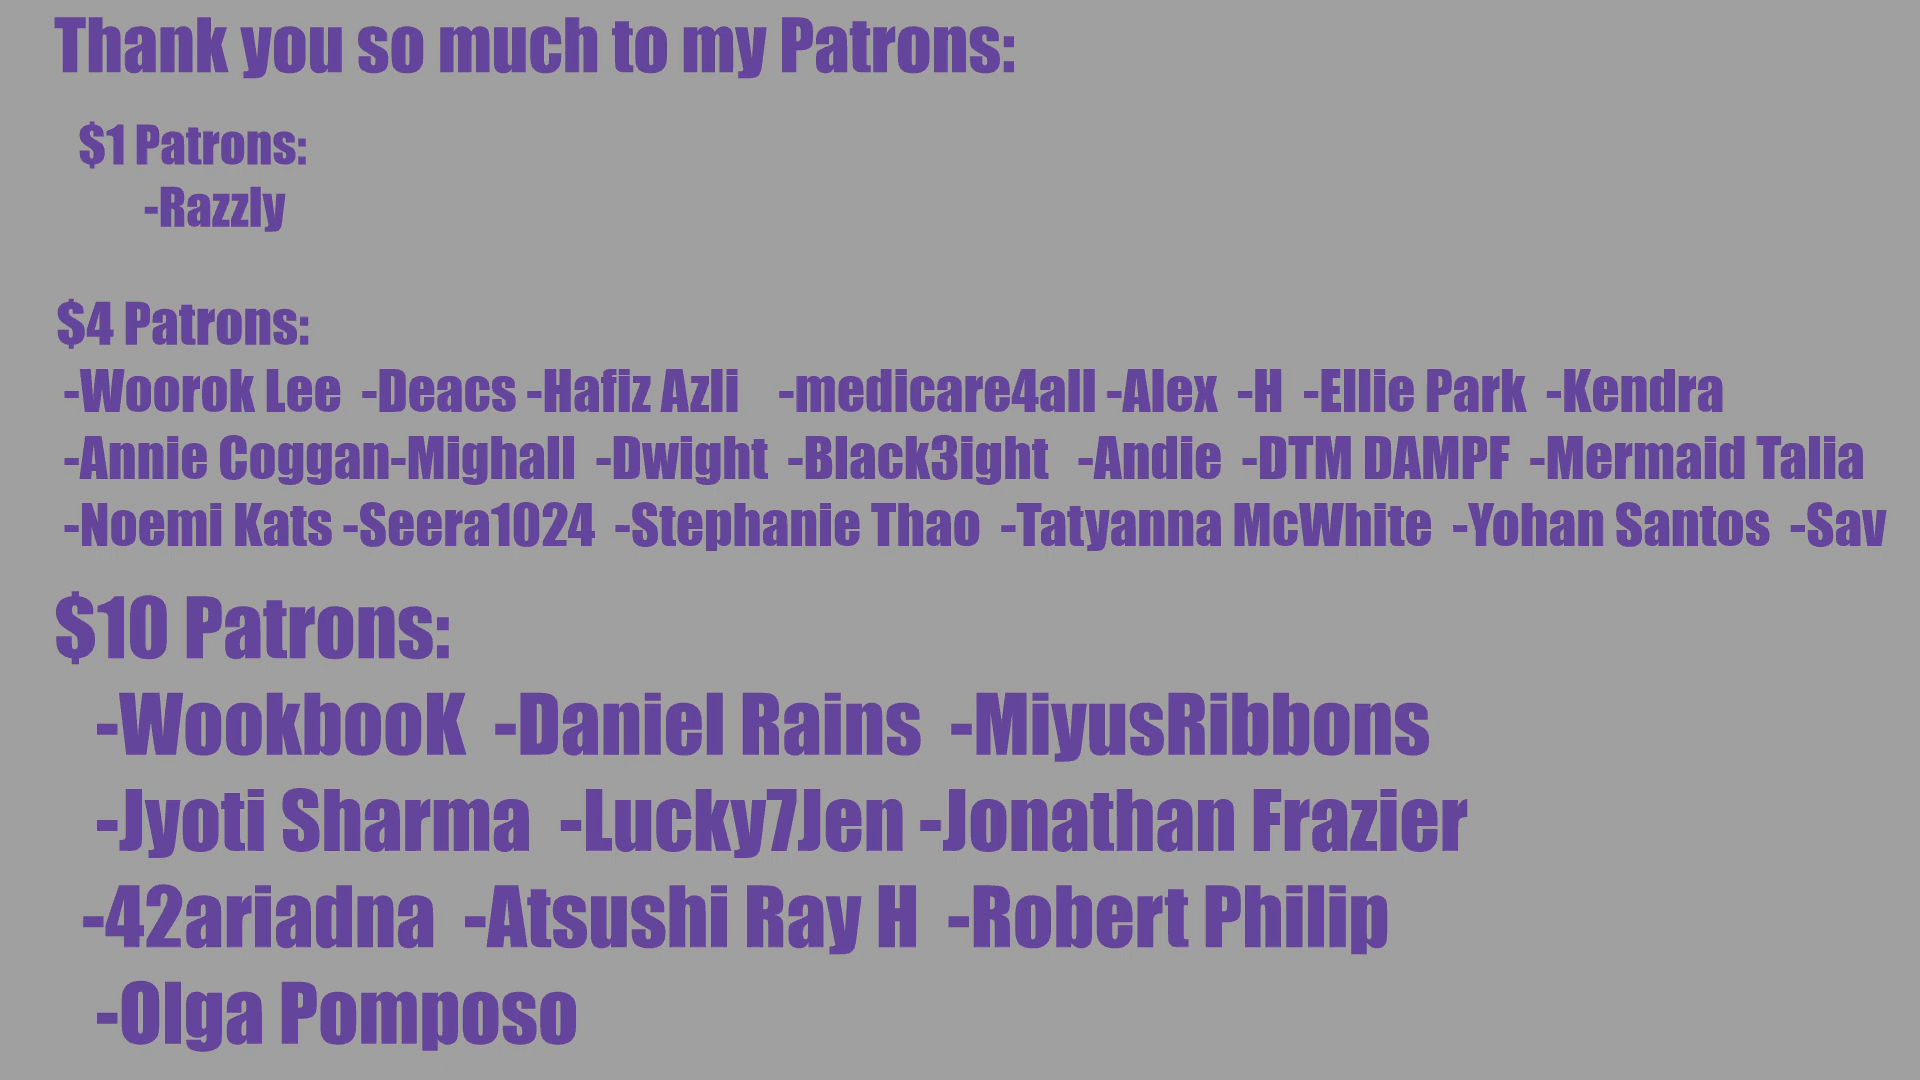 Thank you so much to my Patrons:
$1 Patrons:
-Razzly
$4 Patrons:
-Woorok Lee -Deacs -Hafiz Azli -medicare4all -Alex -H -Ellie Park -Kendra
-Annie Coggan-Mighall -Dwight -Black3ight -Andie -DTM DAMPF -Mermaid Talia
-Noemi Kats -Seera1024 -Stephanie Thao -Tatyanna McWhite -Yohan Santos -Sav
$10 Patrons:
-WookbooK -Daniel Rains -MiyusRibbons
-Jyoti Sharma -Lucky7Jen -Jonathan Frazier
-42ariadna -Atsushi Ray H -Robert Philip
-Olga Pomposo